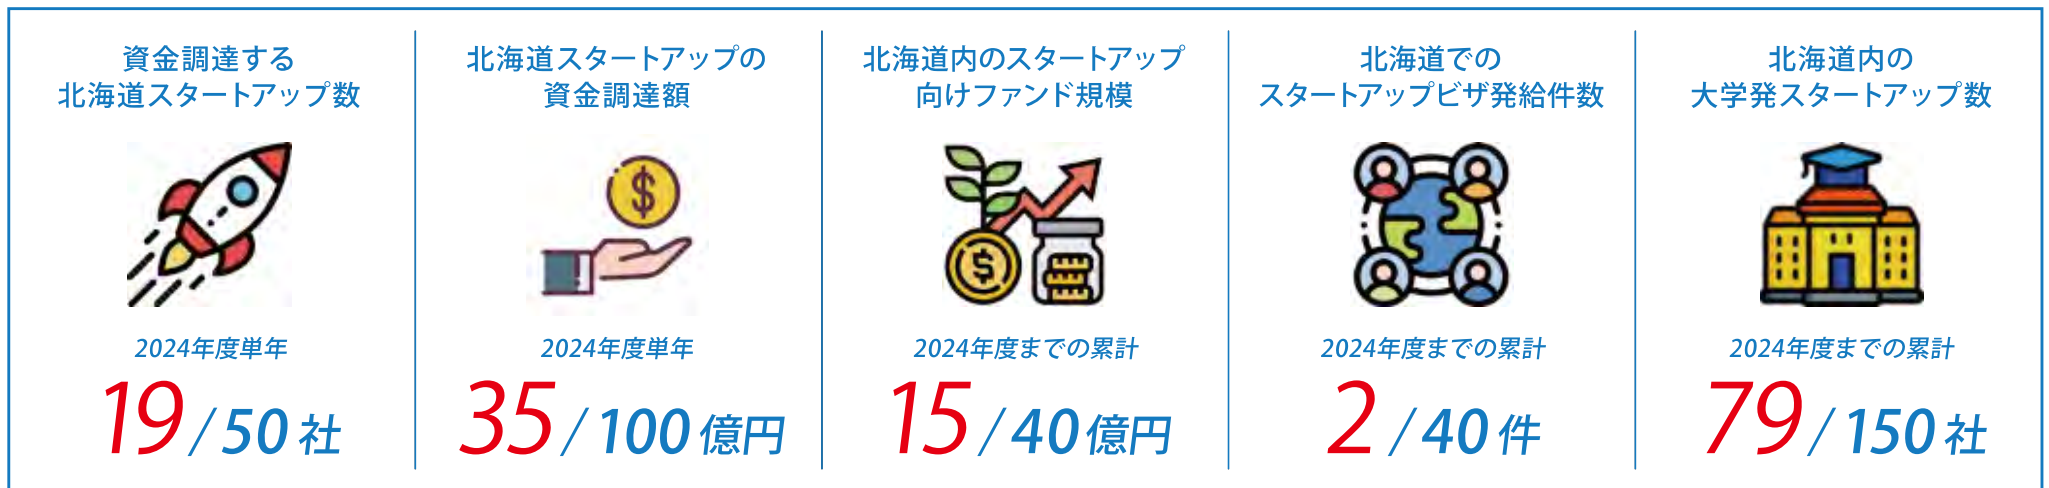 資金調達する
北海道スタートアップ数
2024年度単年
19/50社
北海道スタートアップの
資金調達額
2024年度単年
35/100億円
北海道内のスタートアップ
向けファンド規模
2024年度までの累計
15/40億円
北海道での
スタートアップビザ発給件数
2024年度までの累計
2/40件
北海道内の
大学発スタートアップ数
2024年度までの累計
79/150社